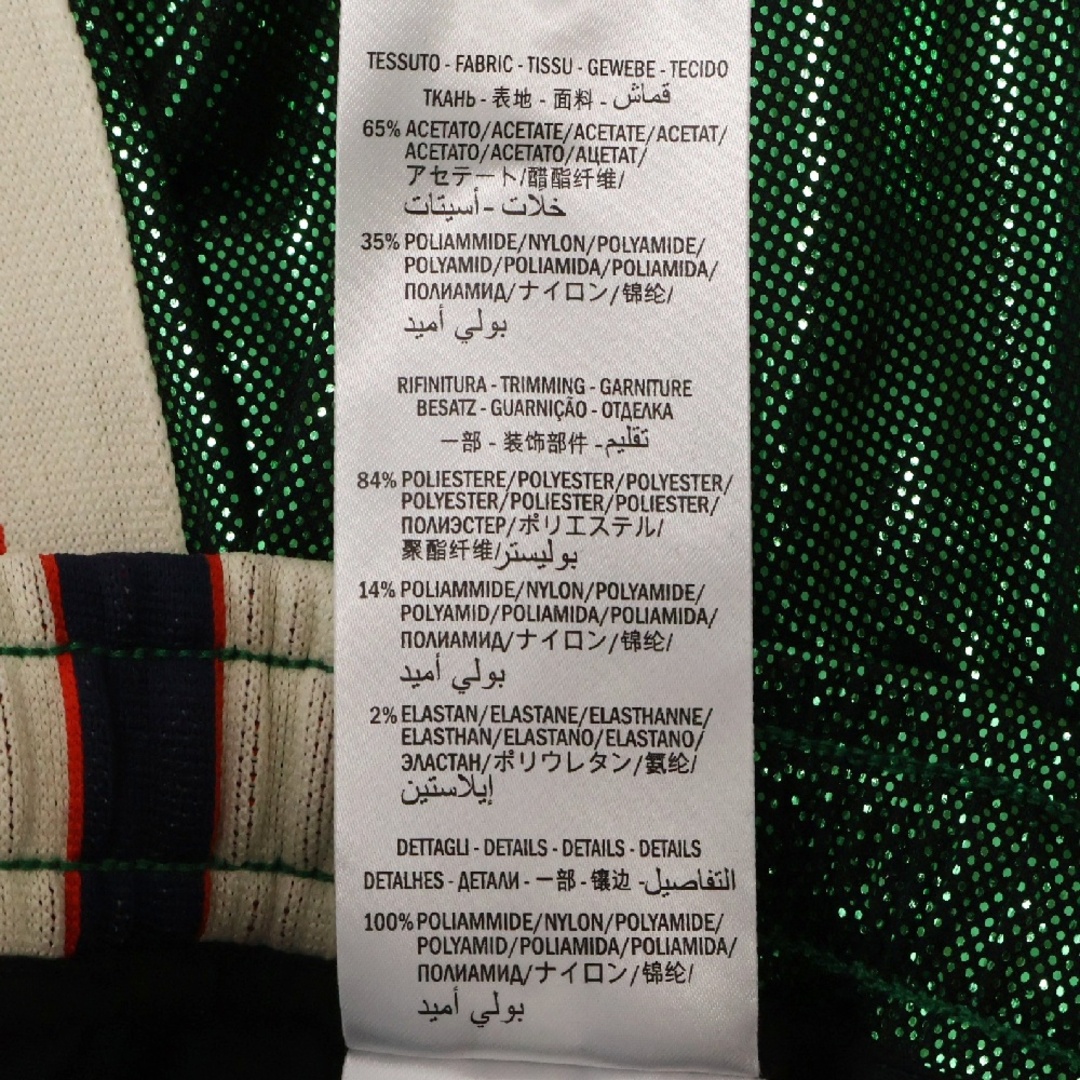 TESSUTO - FABRIC - TISSU - GEWEBE - TECIDO
ТКАНЬ - 表地 - 面料 - قماش
65% ACETATO/ACETATE/ACETATE/ACETAT/
ACETATO/ACETATO/АЦЕТАТ/
アセテート/醋酯纤维/
خلات - أسيتات
35% POLIAMMIDE/NYLON/POLYAMIDE/
POLYAMID/POLIAMIDA/POLIAMIDA/
ПОЛИАМИД/ナイロン/锦纶/
بولي أميد
RIFINITURA - TRIMMING - GARNITURE
BESATZ - GUARNIÇÃO - ОТДЕЛКА
一部 - 装饰部件 - تقليم
84% POLIESTERE/POLYESTER/POLYESTER/
POLYESTER/POLIESTER/POLIESTER/
ПОЛИЭСТЕР/ポリエステル/
聚酯纤维/بوليستر
14% POLIAMMIDE/NYLON/POLYAMIDE/
POLYAMID/POLIAMIDA/POLIAMIDA/
ПОЛИАМИД/ナイロン/锦纶/
بولي أميد
2% ELASTAN/ELASTANE/ELASTHANNE/
ELASTHAN/ELASTANO/ELASTANO/
ЭЛАСТАН/ポリウレタン/氨纶/
إيلاستين
DETTAGLI - DETAILS - DETAILS - DETAILS
DETALHES - ДЕТАЛИ - 一部 - 镶边 - التفاصيل
100% POLIAMMIDE/NYLON/POLYAMIDE/
POLYAMID/POLIAMIDA/POLIAMIDA/
ПОЛИАМИД/ナイロン/锦纶/
بولي أميد